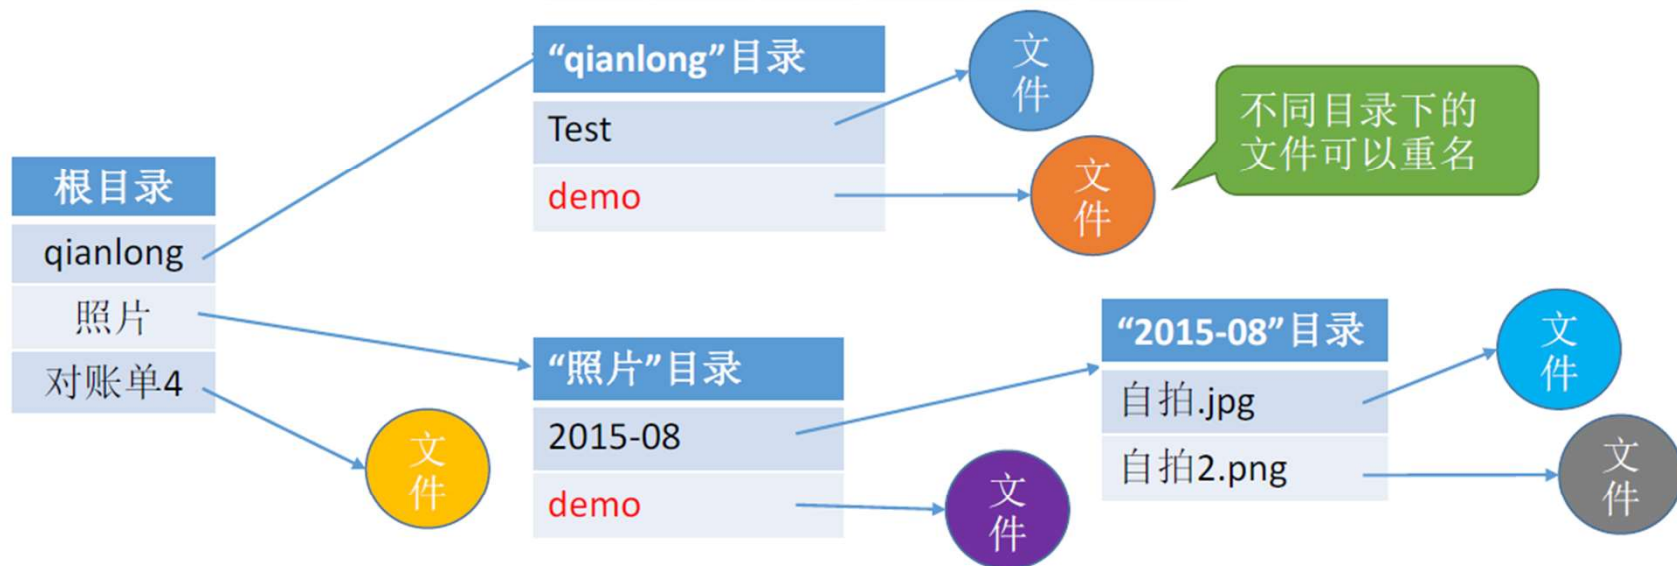 根目录
qianlong
照片
对账单4
文
件
“qianlong”目录
Test
demo
文
件
文
件
不同目录下的
文件可以重名
“照片”目录
2015-08
demo
文
件
“2015-08”目录
自拍.jpg
自拍2.png
文
件
文
件